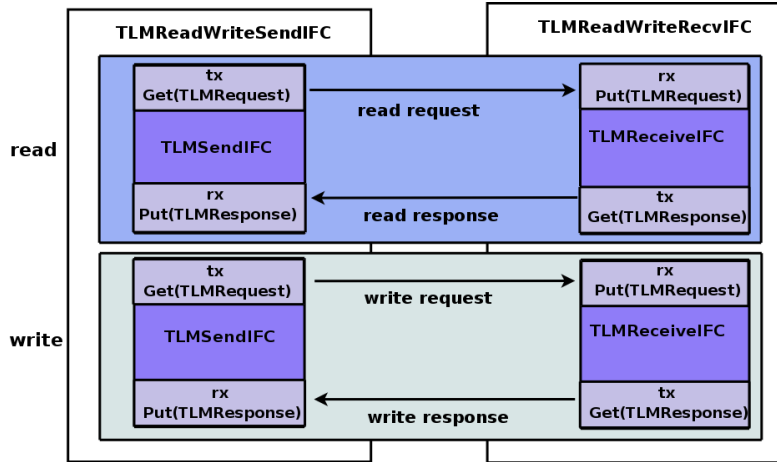 TLMReadWriteSendIFC
TLMReadWriteRecvIFC
read
tx
Get(TLMRequest)
TLMSendIFC
rx
Put(TLMResponse)
read request
read response
rx
Put(TLMRequest)
TLMReceiveIFC
tx
Get(TLMResponse)
write
tx
Get(TLMRequest)
TLMSendIFC
rx
Put(TLMResponse)
write request
write response
rx
Put(TLMRequest)
TLMReceiveIFC
tx
Get(TLMResponse)